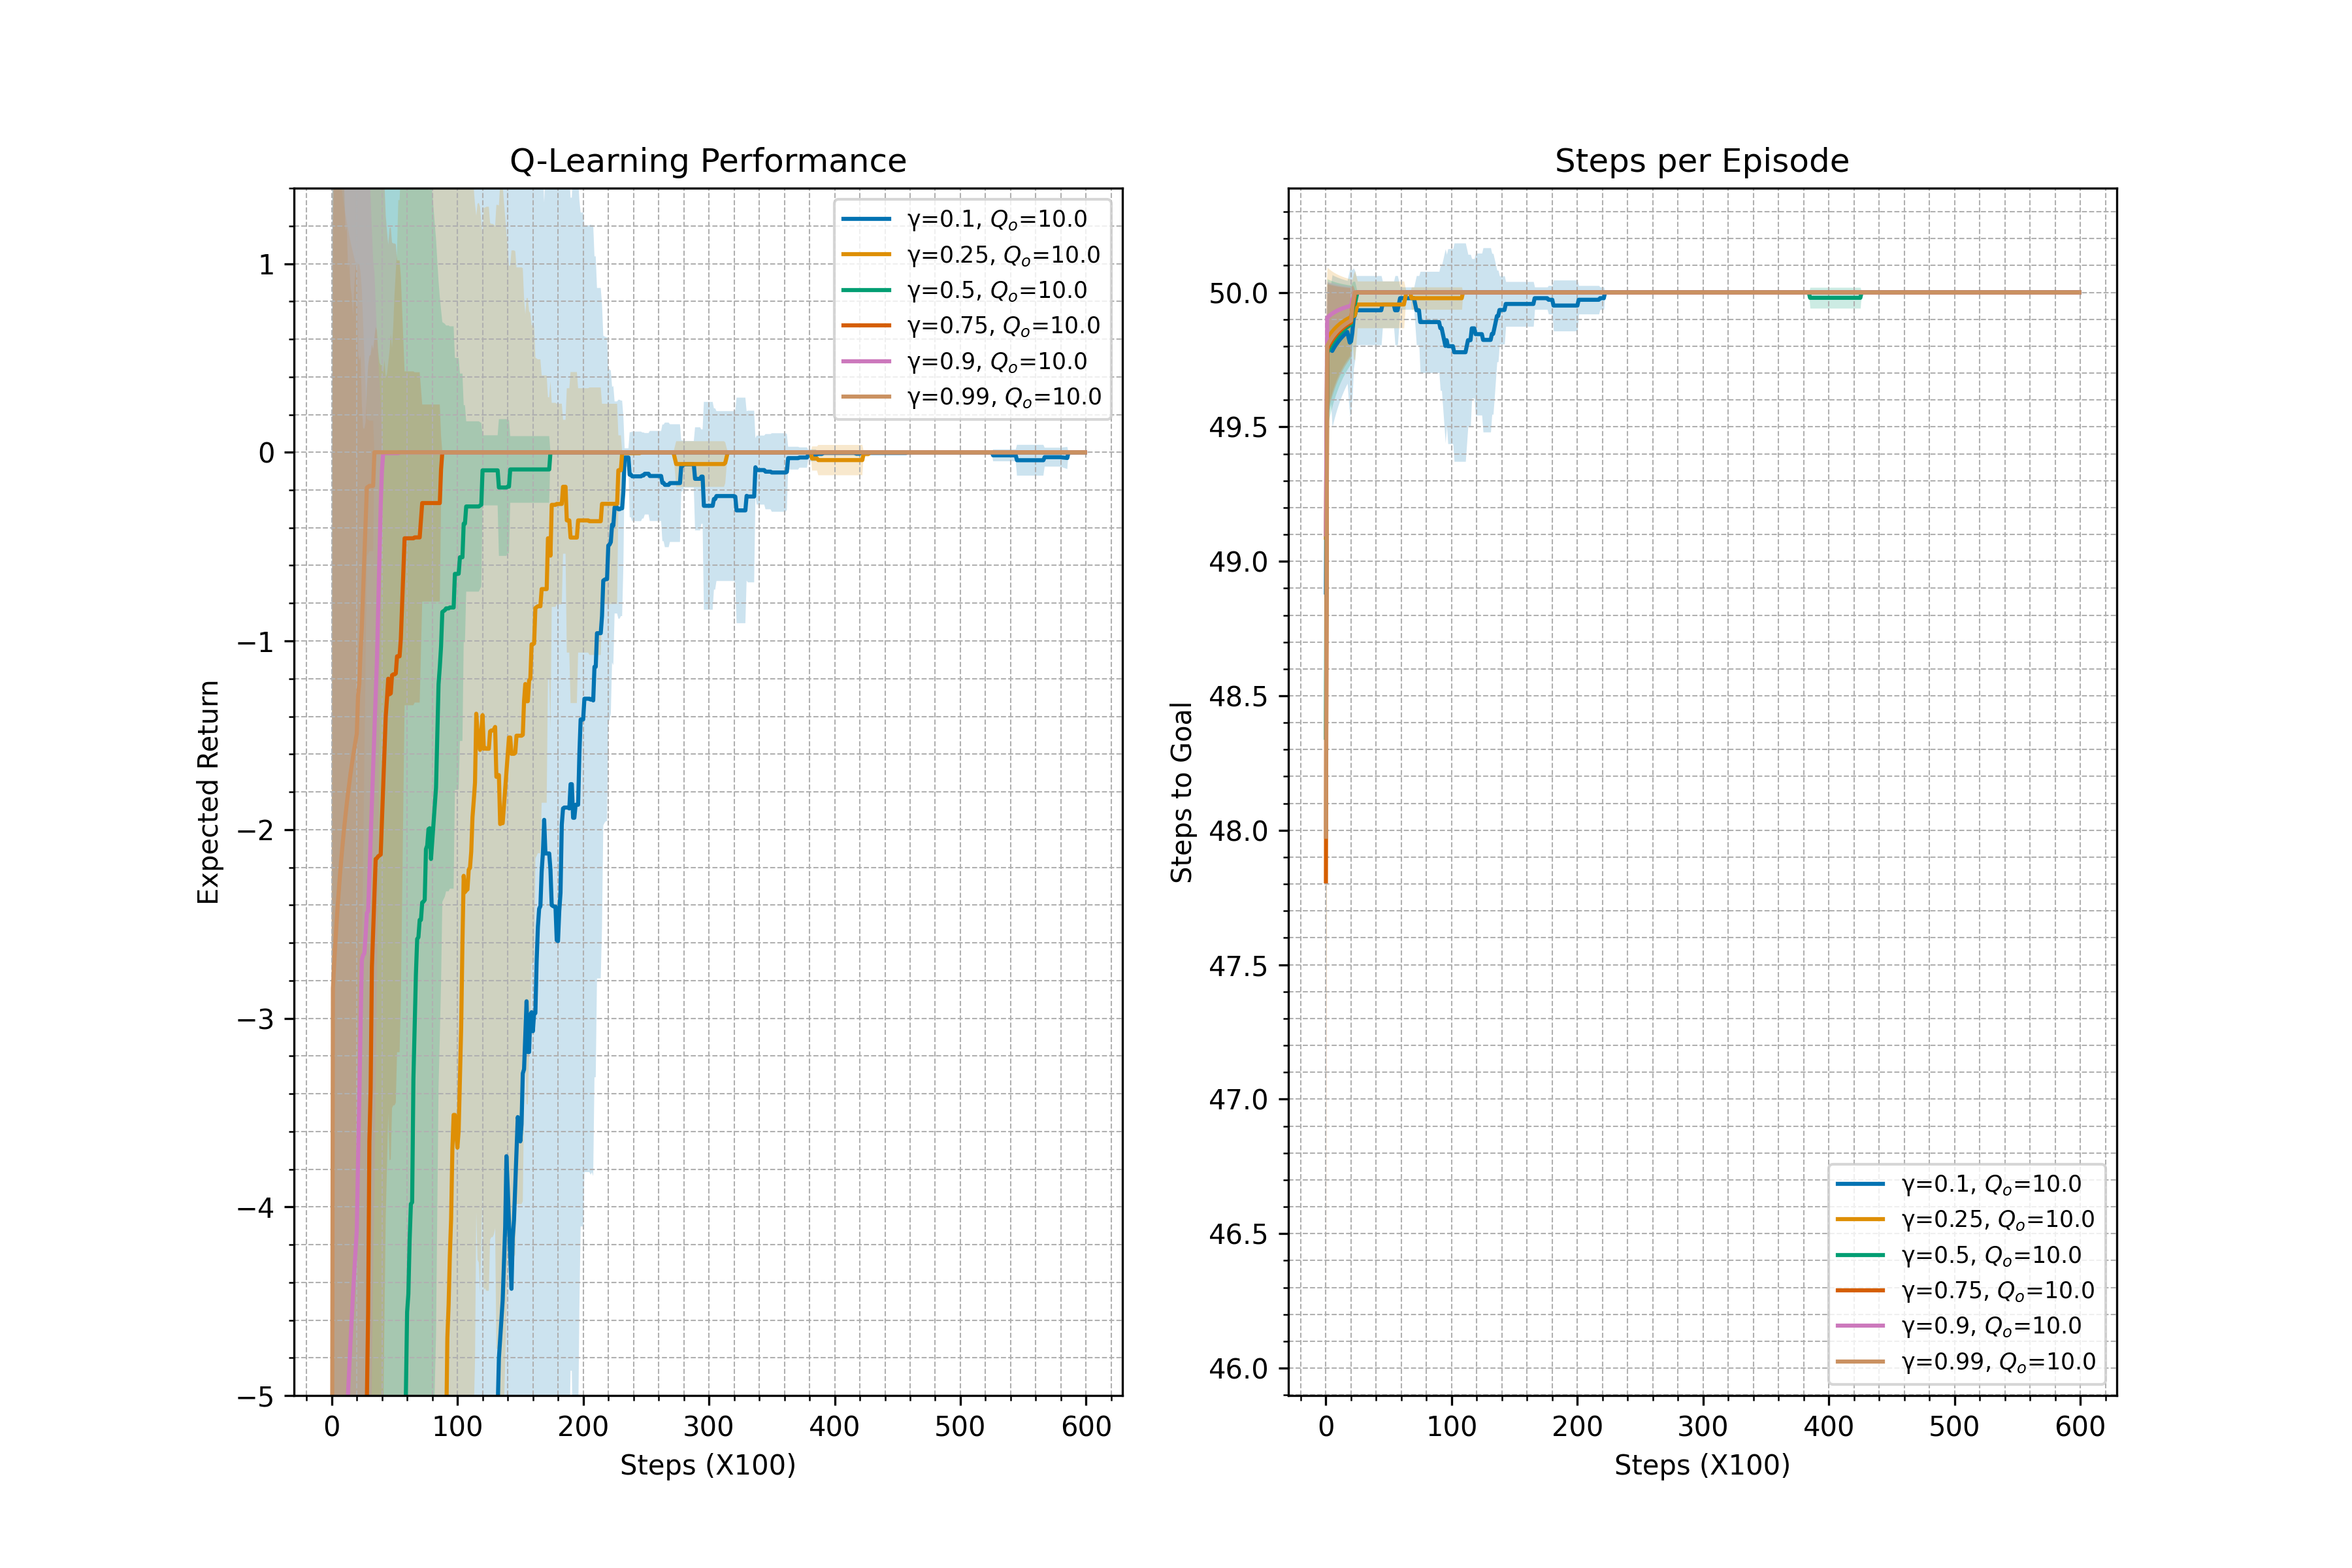 Q-Learning Performance
1
0
−1
−2
−3
−4
−5
Expected Return
0 100 200 300 400 500 600
Steps (X100)
γ=0.1, Qₒ=10.0
γ=0.25, Qₒ=10.0
γ=0.5, Qₒ=10.0
γ=0.75, Qₒ=10.0
γ=0.9, Qₒ=10.0
γ=0.99, Qₒ=10.0
Steps per Episode
50.0
49.5
49.0
48.5
48.0
47.5
47.0
46.5
46.0
Steps to Goal
0 100 200 300 400 500 600
Steps (X100)
γ=0.1, Qₒ=10.0
γ=0.25, Qₒ=10.0
γ=0.5, Qₒ=10.0
γ=0.75, Qₒ=10.0
γ=0.9, Qₒ=10.0
γ=0.99, Qₒ=10.0